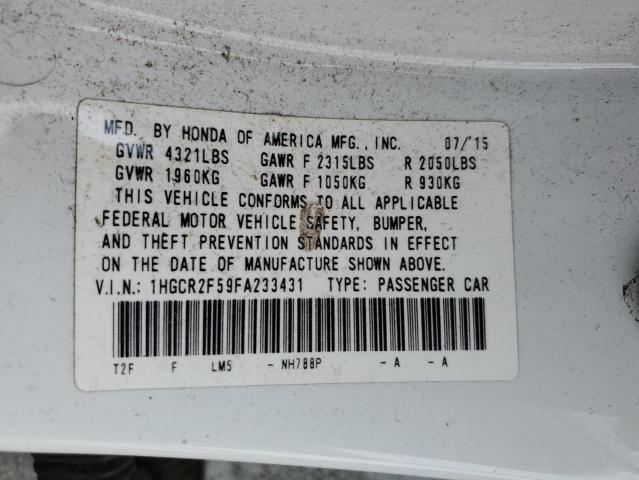 MFD. BY HONDA OF AMERICA MFG., INC. 07/'15
GVWR 4321LBS GAWR F 2315LBS R 2050LBS
GVWR 1960KG GAWR F 1050KG R 930KG
THIS VEHICLE CONFORMS TO ALL APPLICABLE
FEDERAL MOTOR VEHICLE SAFETY, BUMPER,
AND THEFT PREVENTION STANDARDS IN EFFECT
ON THE DATE OF MANUFACTURE SHOWN ABOVE.
V.I.N.: 1HGCR2F59FA233431 TYPE: PASSENGER CAR
T2F F LM5 - NH788P - A - A